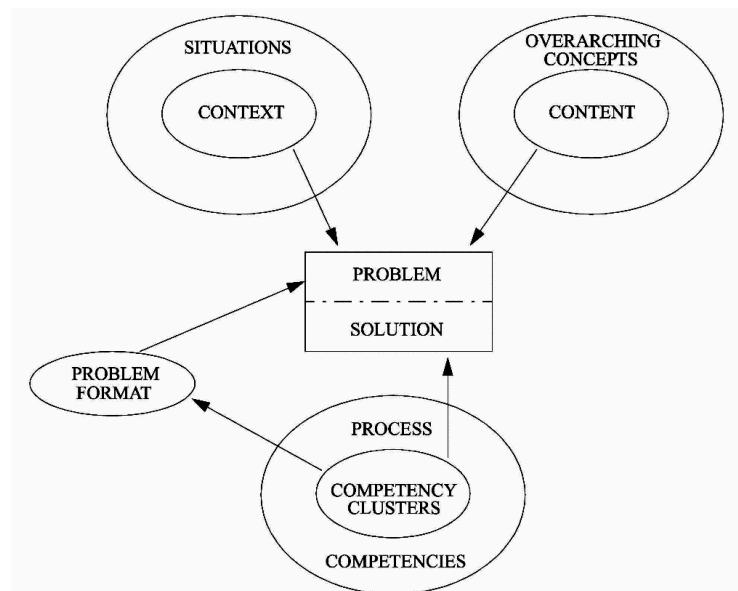 SITUATIONS
CONTEXT
OVERARCHING
CONCEPTS
CONTENT
PROBLEM
SOLUTION
PROBLEM
FORMAT
PROCESS
COMPETENCY
CLUSTERS
COMPETENCIES